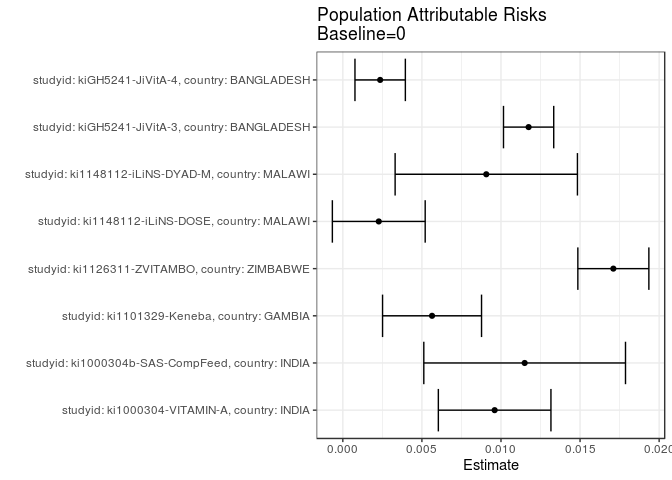 Population Attributable Risks
Baseline=0
studyid: kiGH5241-JiVitA-4, country: BANGLADESH
studyid: kiGH5241-JiVitA-3, country: BANGLADESH
studyid: ki1148112-iLiNS-DYAD-M, country: MALAWI
studyid: ki1148112-iLiNS-DOSE, country: MALAWI
studyid: ki1126311-ZVITAMBO, country: ZIMBABWE
studyid: ki1101329-Keneba, country: GAMBIA
studyid: ki1000304b-SAS-CompFeed, country: INDIA
studyid: ki1000304-VITAMIN-A, country: INDIA
0.000 0.005 0.010 0.015 0.020
Estimate